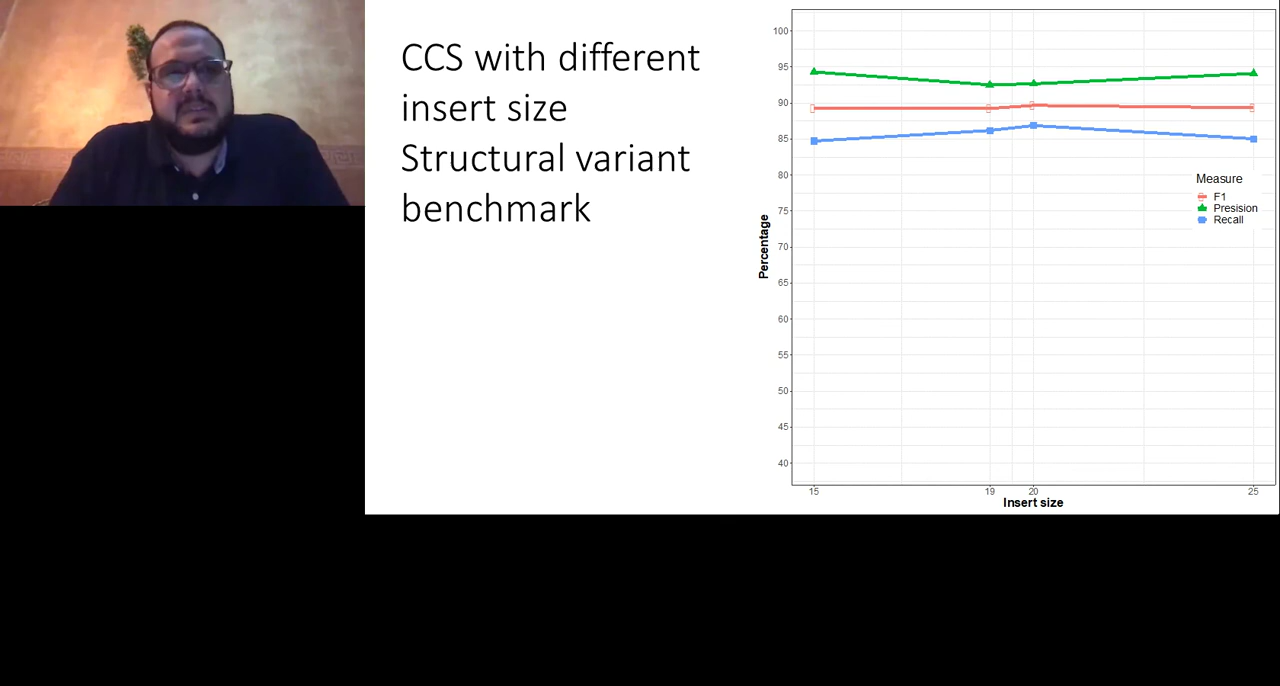 CCS with different
insert size
Structural variant
benchmark
100
95
90
85
80
75
70
65
60
55
50
45
40
Percentage
Measure
F1
Presision
Recall
15
19
20
25
Insert size